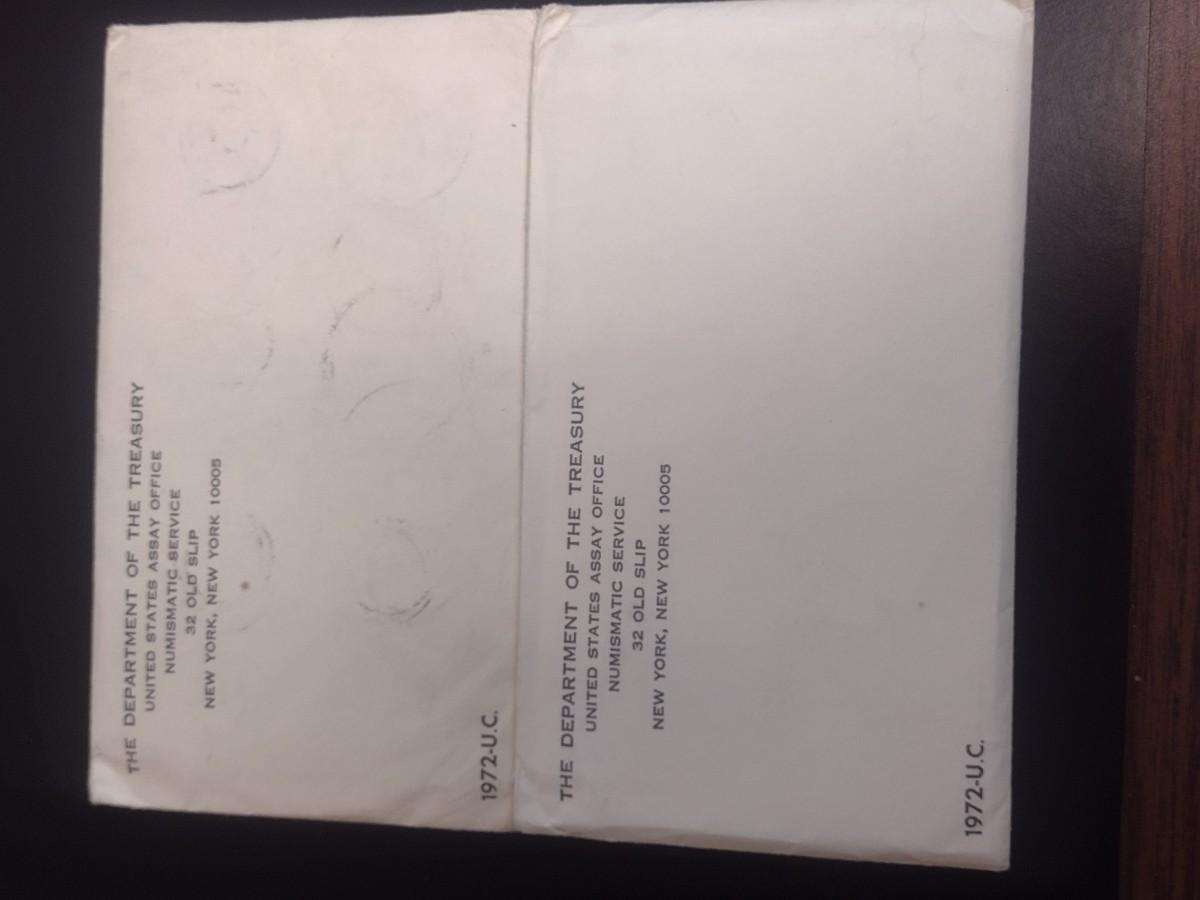 THE DEPARTMENT OF THE TREASURY
UNITED STATES ASSAY OFFICE
NUMISMATIC SERVICE
32 OLD SLIP
NEW YORK, NEW YORK 10005
1972-U.C.
THE DEPARTMENT OF THE TREASURY
UNITED STATES ASSAY OFFICE
NUMISMATIC SERVICE
32 OLD SLIP
NEW YORK, NEW YORK 10005
1972-U.C.